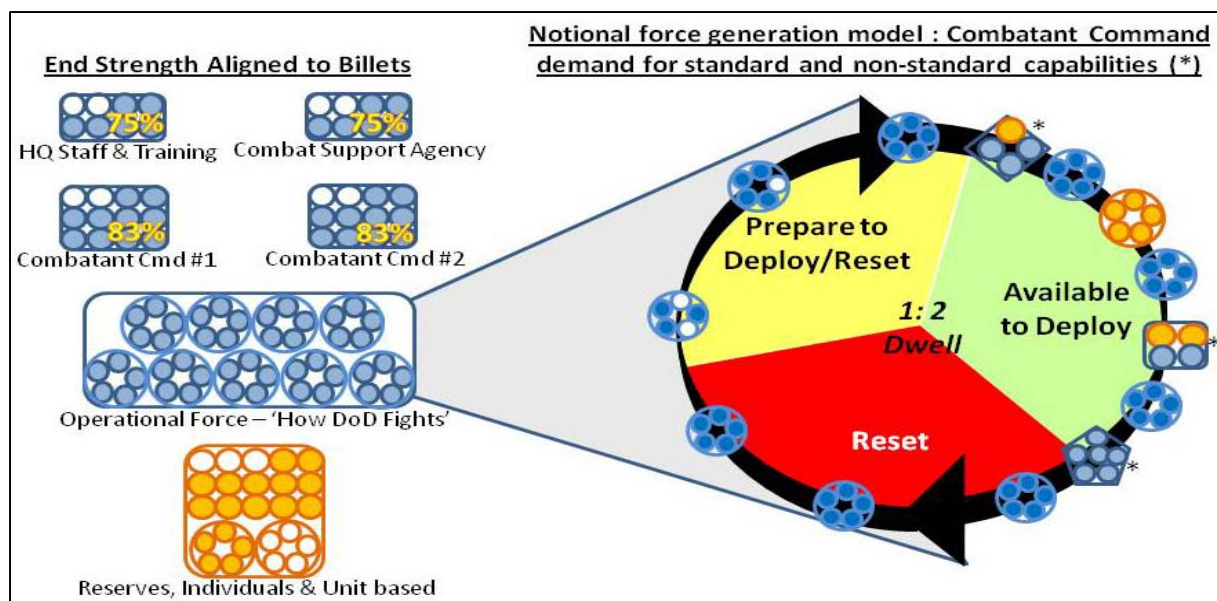 End Strength Aligned to Billets
75%
HQ Staff & Training
75%
Combat Support Agency
83%
Combatant Cmd #1
83%
Combatant Cmd #2
Operational Force – 'How DoD Fights'
Reserves, Individuals & Unit based
Notional force generation model : Combatant Command
demand for standard and non-standard capabilities (*)
*
*
*
Prepare to
Deploy/Reset
1: 2
Dwell
Available
to Deploy
Reset